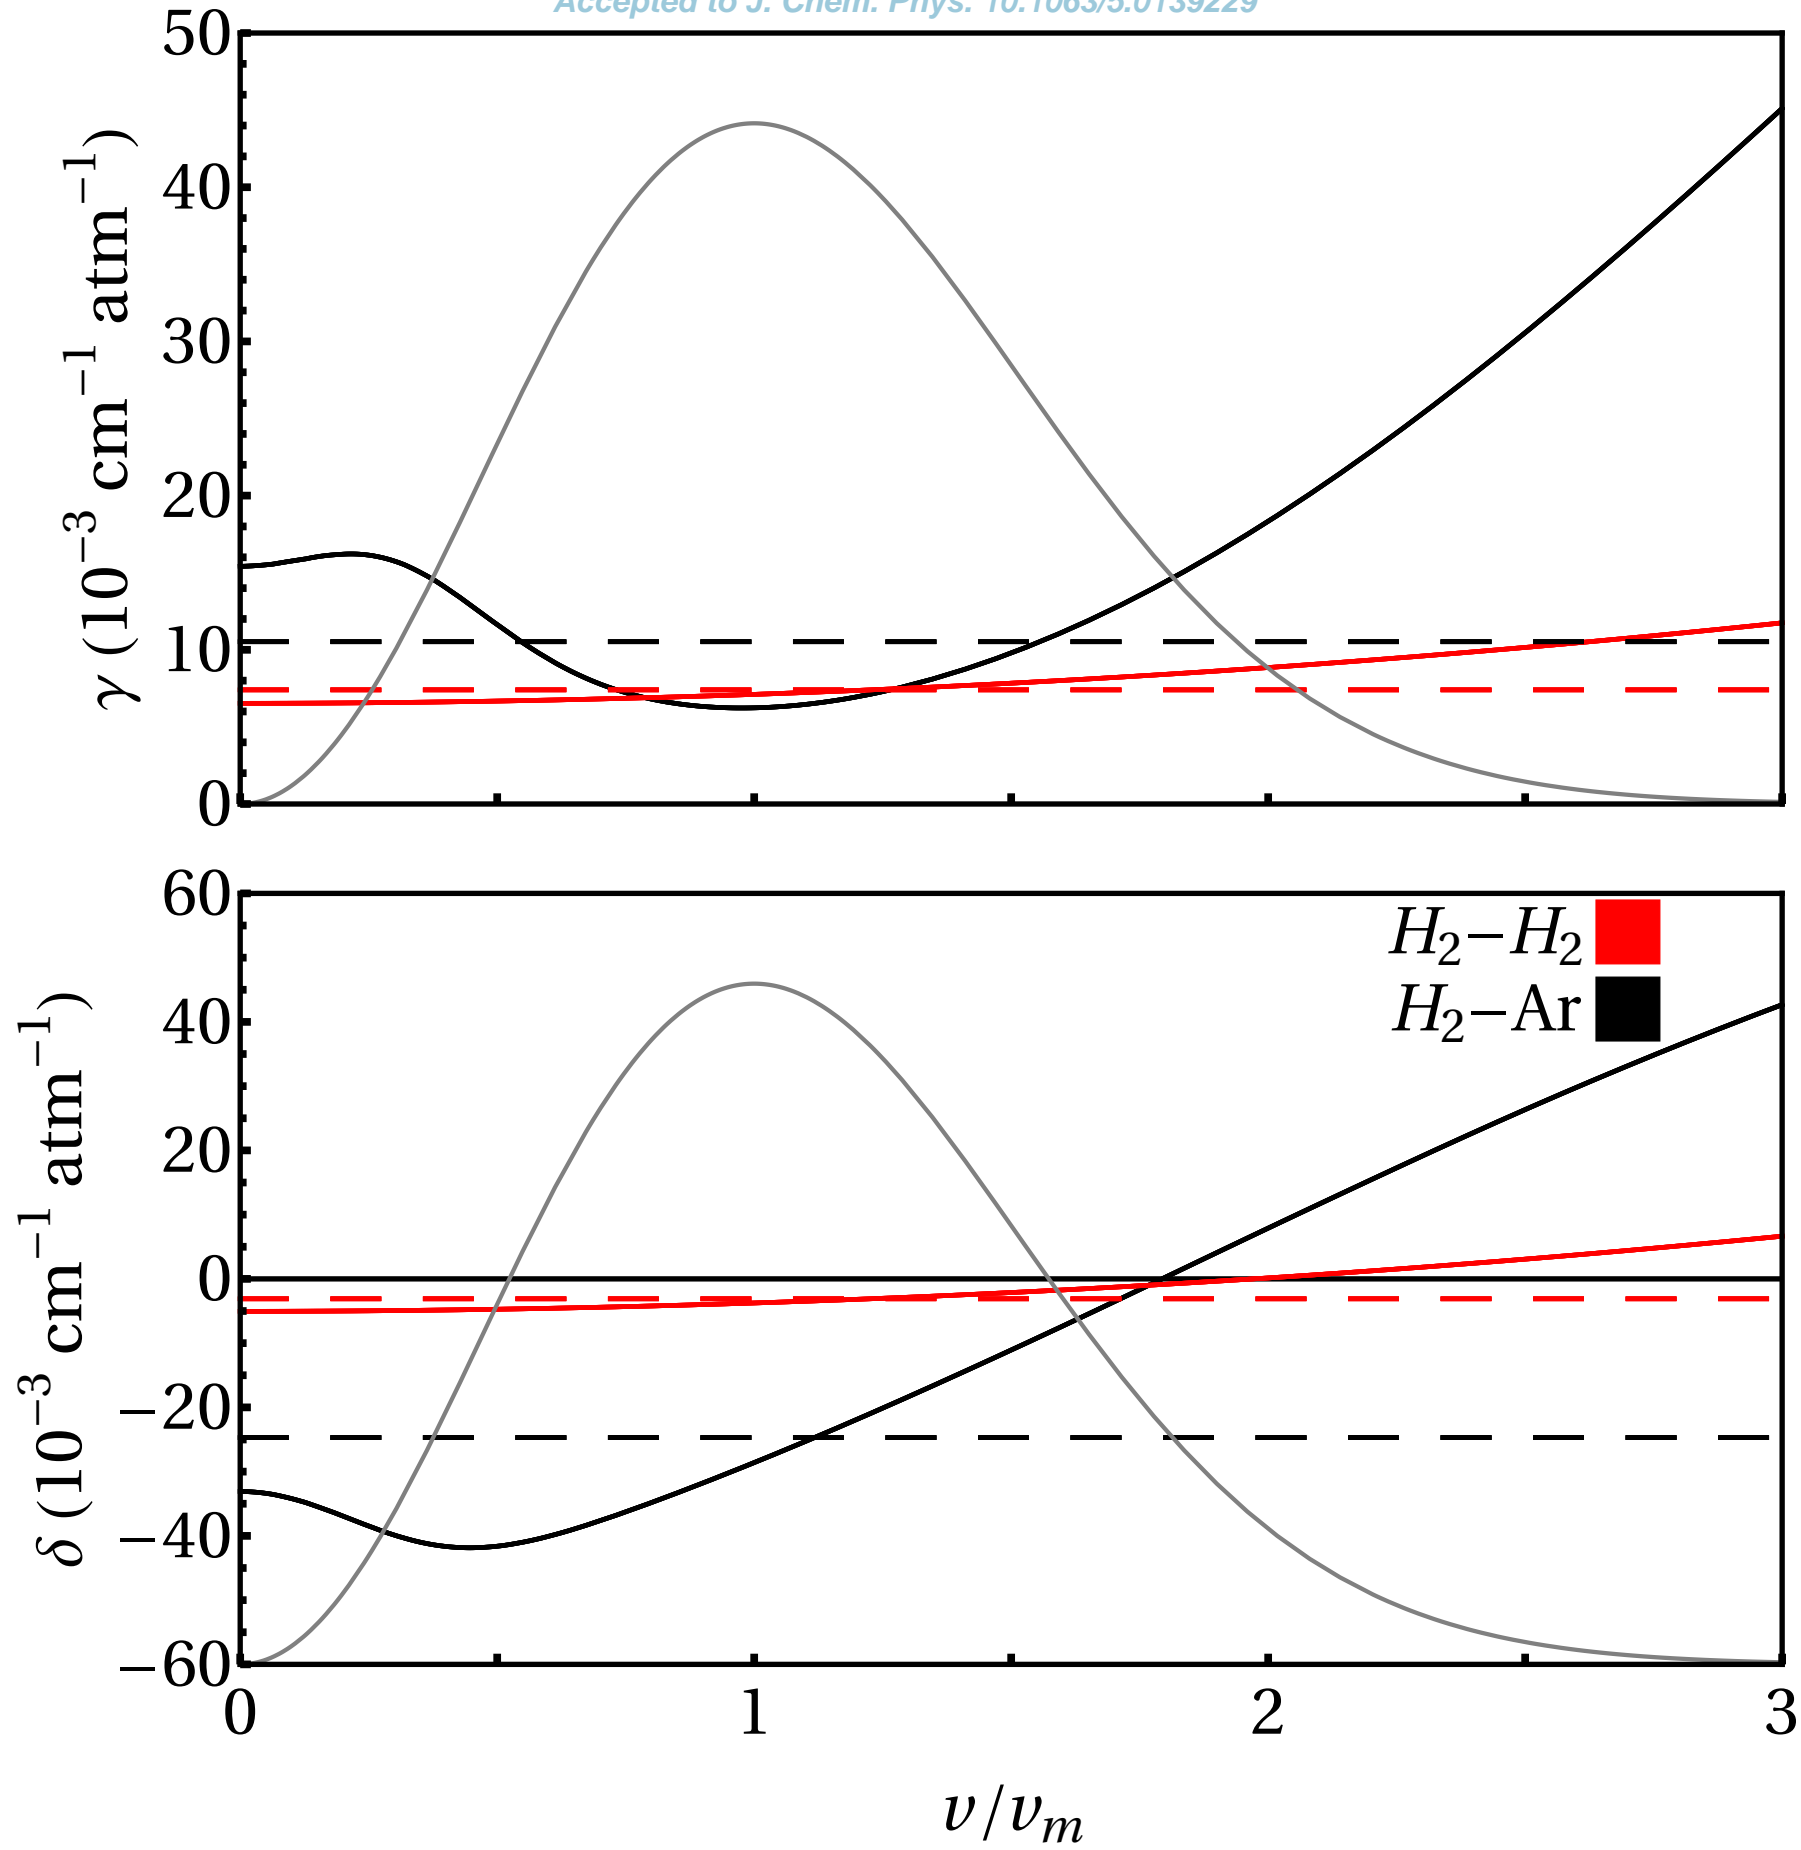 Accepted to J. Chem. Phys. 10.1063/5.0139229
50
40
30
20
10
0
γ (10⁻³ cm⁻¹ atm⁻¹)
60
40
20
0
−20
−40
−60
δ (10⁻³ cm⁻¹ atm⁻¹)
H₂−H₂
H₂−Ar
0 1 2 3
v/vₘ